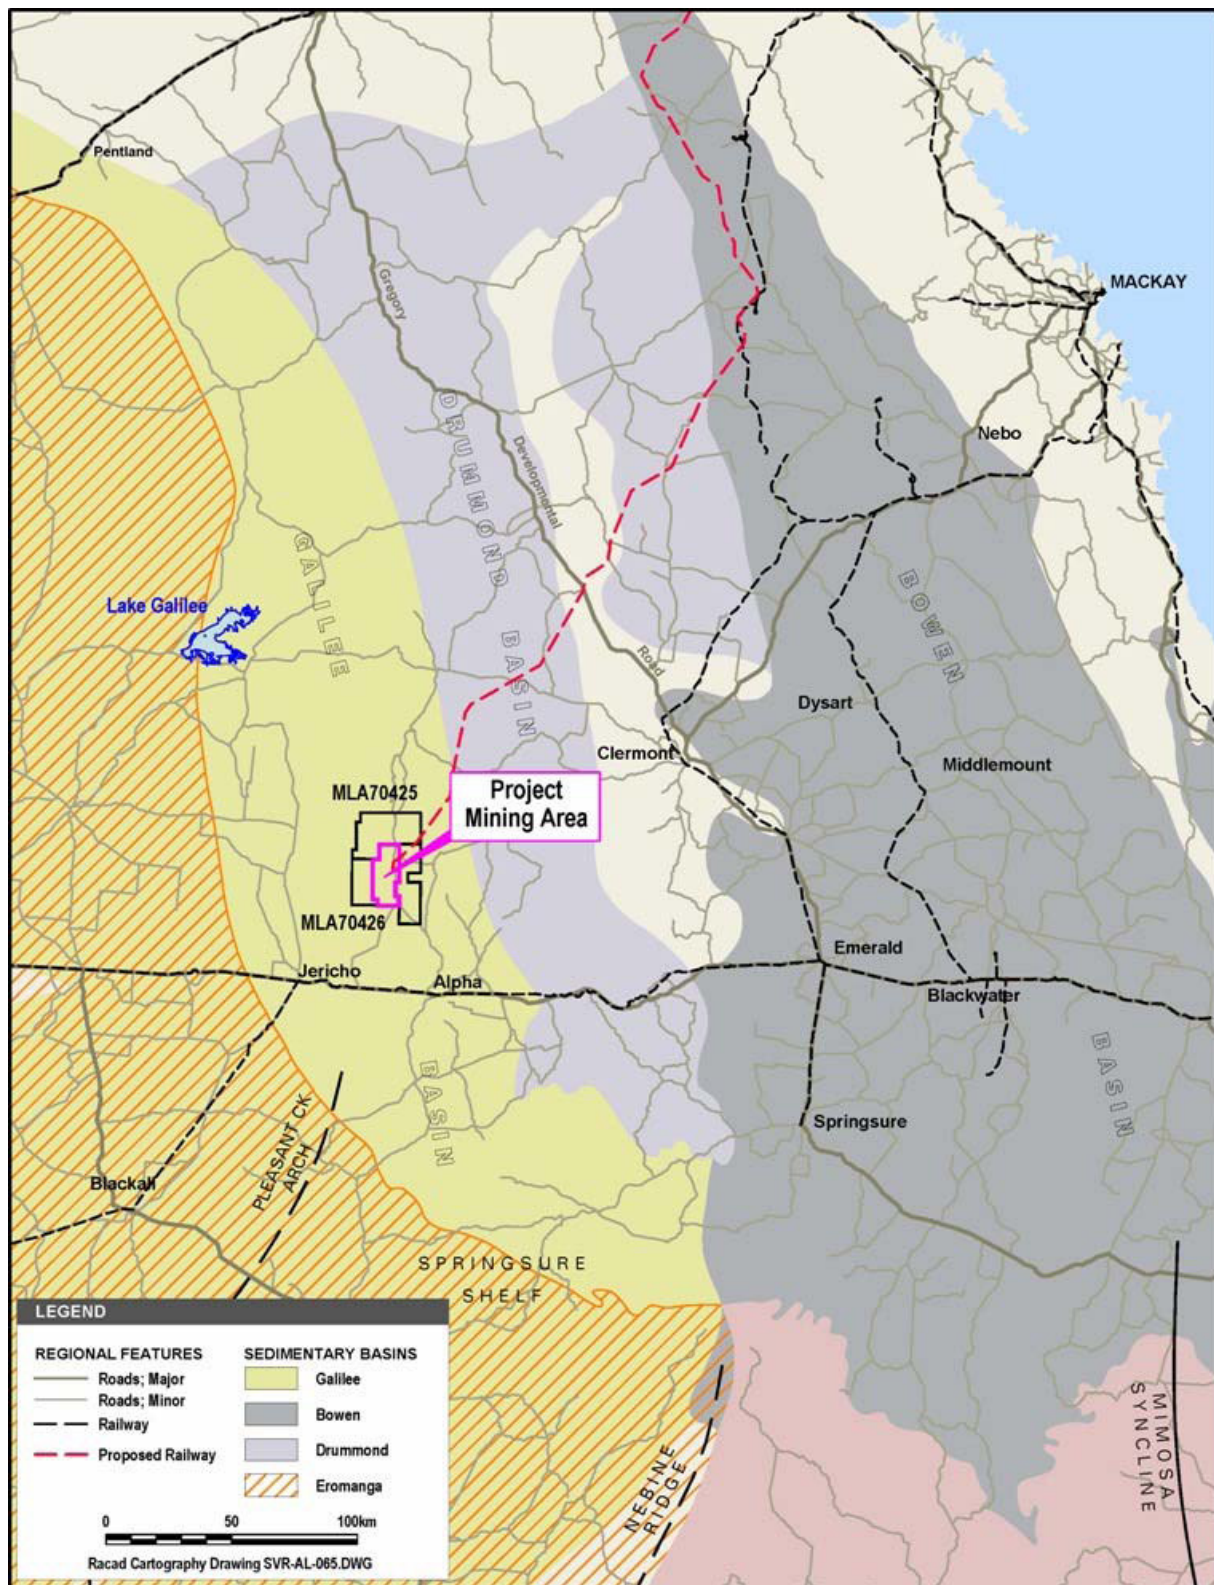 Pentland
MACKAY
Gregory
Nebo
DRUMMOND
Developmental
GALILEE
BASIN
BOWEN
Lake Galilee
Road
Dysart
Clermont
Middlemount
MLA70425
Project
Mining Area
MLA70426
Emerald
Jericho
Alpha
Blackwater
BASIN
BASIN
Springsure
PLEASANT CK
ARCH
Blackall
SPRINGSURE
SHELF
MIMOSA
SYNCLINE
NEBINE
RIDGE
LEGEND
REGIONAL FEATURES
Roads; Major
Roads; Minor
Railway
Proposed Railway
SEDIMENTARY BASINS
Galilee
Bowen
Drummond
Eromanga
0 50 100km
Racad Cartography Drawing SVR-AL-065.DWG